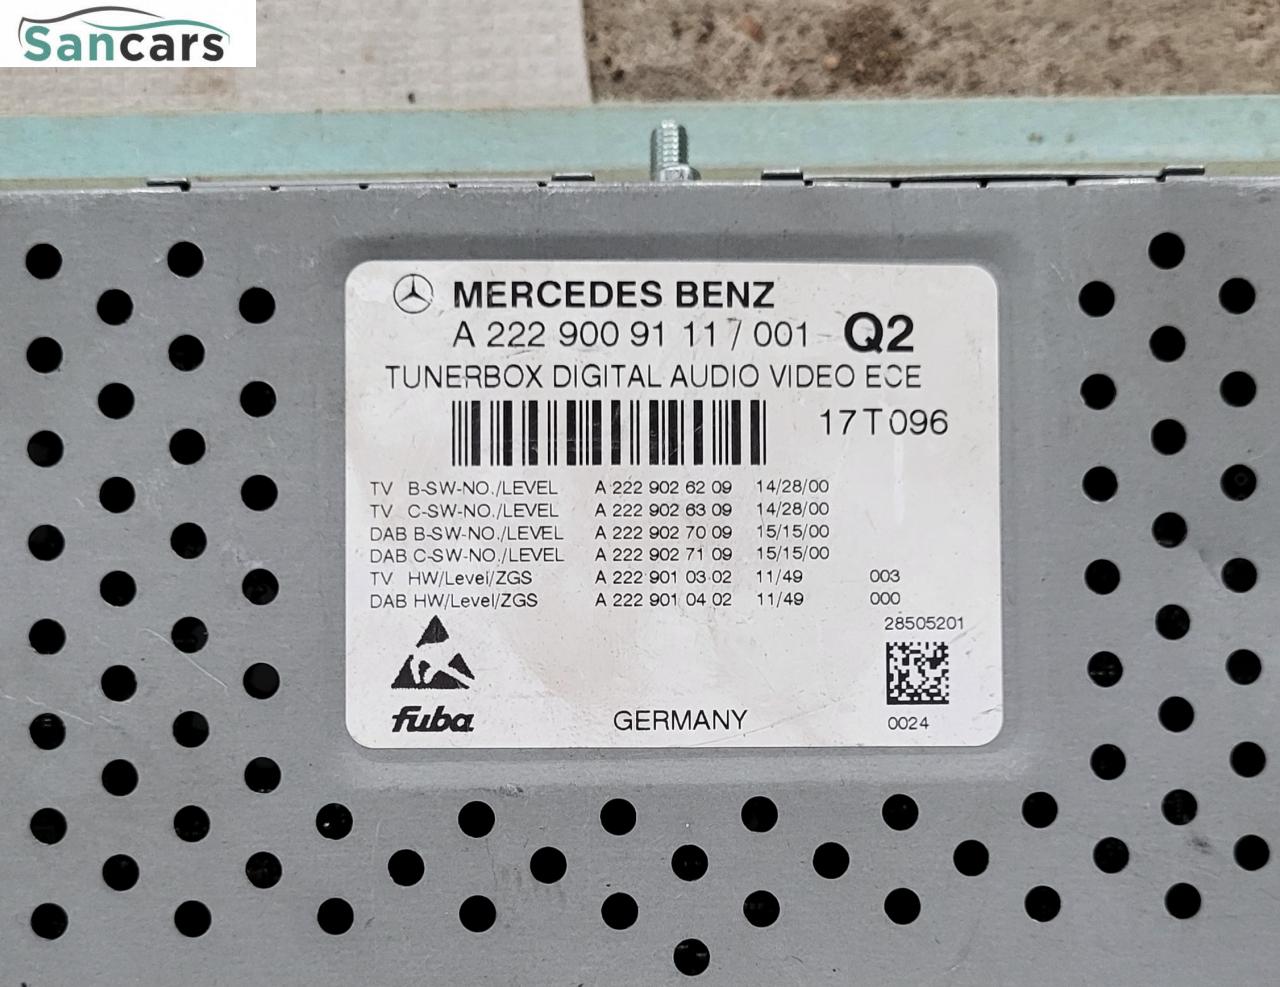 Sancars
MERCEDES BENZ
A 222 900 91 11 / 001 Q2
TUNERBOX DIGITAL AUDIO VIDEO ECE
17T096
TV B-SW-NO./LEVEL A 222 902 62 09 14/28/00
TV C-SW-NO./LEVEL A 222 902 63 09 14/28/00
DAB B-SW-NO./LEVEL A 222 902 70 09 15/15/00
DAB C-SW-NO./LEVEL A 222 902 71 09 15/15/00
TV HW/Level/ZGS A 222 901 03 02 11/49 003
DAB HW/Level/ZGS A 222 901 04 02 11/49 000
28505201
fuba GERMANY 0024